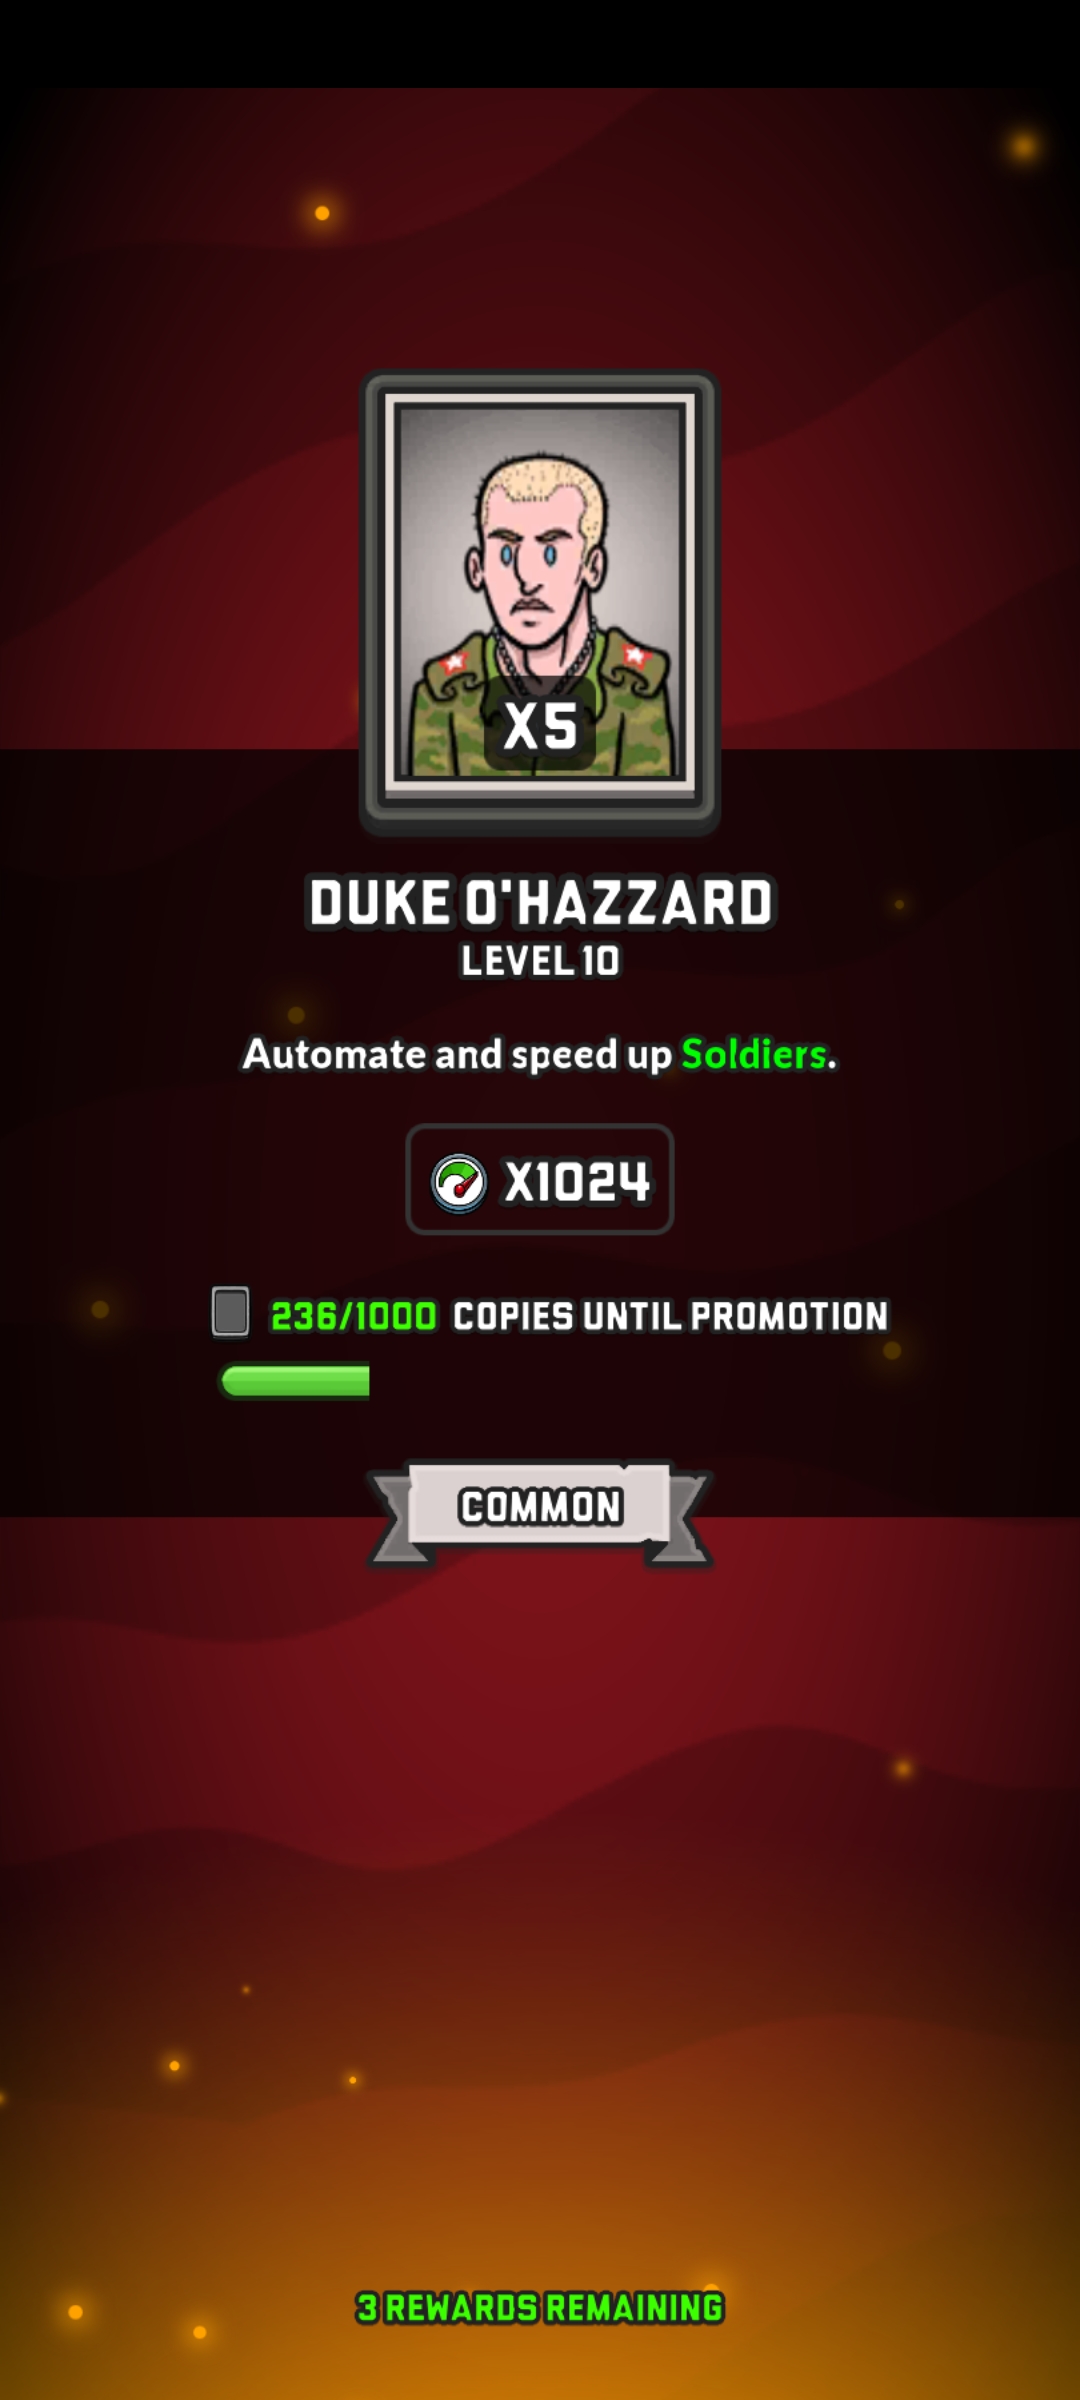 X5
DUKE O'HAZZARD
LEVEL 10
Automate and speed up Soldiers.
X1024
236/1000 COPIES UNTIL PROMOTION
COMMON
3 REWARDS REMAINING